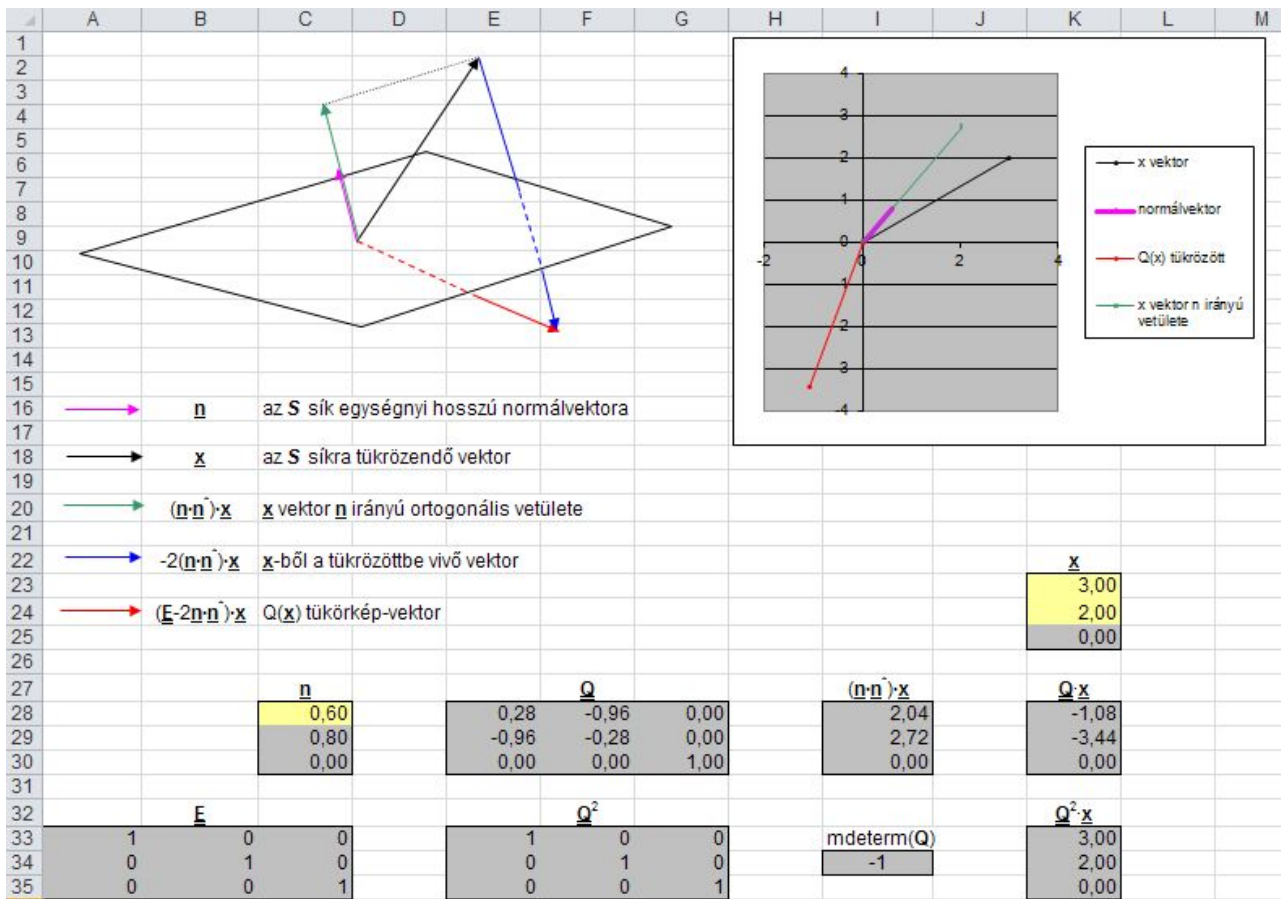 A B C D E F G H I J K L M
1
2
3
4
5
6
7
8
9
10
11
12
13
14
15
4
3
2
1
0
-2 0 2 4
-1
-2
-3
-4
x vektor
normálvektor
Q(x) tükrözött
x vektor n irányú
vetülete
16 n az S sík egységnyi hosszú normálvektora
17
18 x az S síkra tükrözendő vektor
19
20 (n·n*)·x x vektor n irányú ortogonális vetülete
21
22 -2(n·n*)·x x-ből a tükrözöttbe vivő vektor x
23 3,00
24 (E-2n·n*)·x Q(x) tükörkép-vektor 2,00
25 0,00
26
27 n Q (n·n*)·x Q·x
28 0,60 0,28 -0,96 0,00 2,04 -1,08
29 0,80 -0,96 -0,28 0,00 2,72 -3,44
30 0,00 0,00 0,00 1,00 0,00 0,00
31
32 E Q² Q²·x
33 1 0 0 1 0 0 mdeterm(Q) 3,00
34 0 1 0 0 1 0 -1 2,00
35 0 0 1 0 0 1 0,00